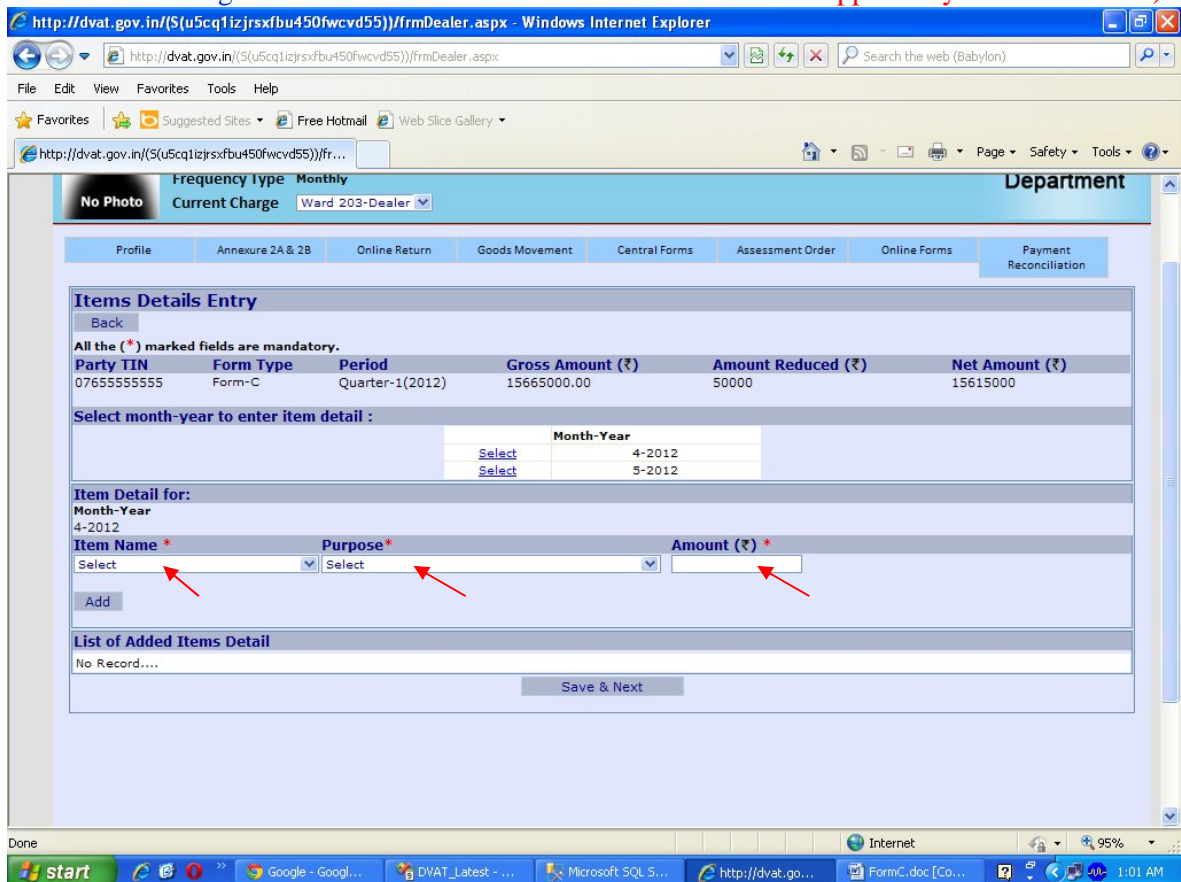 http://dvat.gov.in/(S(u5cq1izjrsxfbu450fwcvd55))/frmDealer.aspx - Windows Internet Explorer
http://dvat.gov.in/(S(u5cq1izjrsxfbu450fwcvd55))/frmDealer.aspx
Search the web (Babylon)
File Edit View Favorites Tools Help
Favorites Suggested Sites Free Hotmail Web Slice Gallery
http://dvat.gov.in/(S(u5cq1izjrsxfbu450fwcvd55))/fr...
Page Safety Tools
No Photo
Frequency Type Monthly
Department
Current Charge Ward 203-Dealer
Profile Annexure 2A & 2B Online Return Goods Movement Central Forms Assessment Order Online Forms Payment Reconciliation
Items Details Entry
Back
All the (*) marked fields are mandatory.
Party TIN Form Type Period Gross Amount (₹) Amount Reduced (₹) Net Amount (₹)
07655555555 Form-C Quarter-1(2012) 15665000.00 50000 15615000
Select month-year to enter item detail :
Month-Year
Select 4-2012
Select 5-2012
Item Detail for:
Month-Year
4-2012
Item Name * Purpose* Amount (₹) *
Select Select
Add
List of Added Items Detail
No Record....
Save & Next
Done Internet 95%
start Google - Googl... DVAT_Latest - ... Microsoft SQL S... http://dvat.go... FormC.doc [Co... 1:01 AM